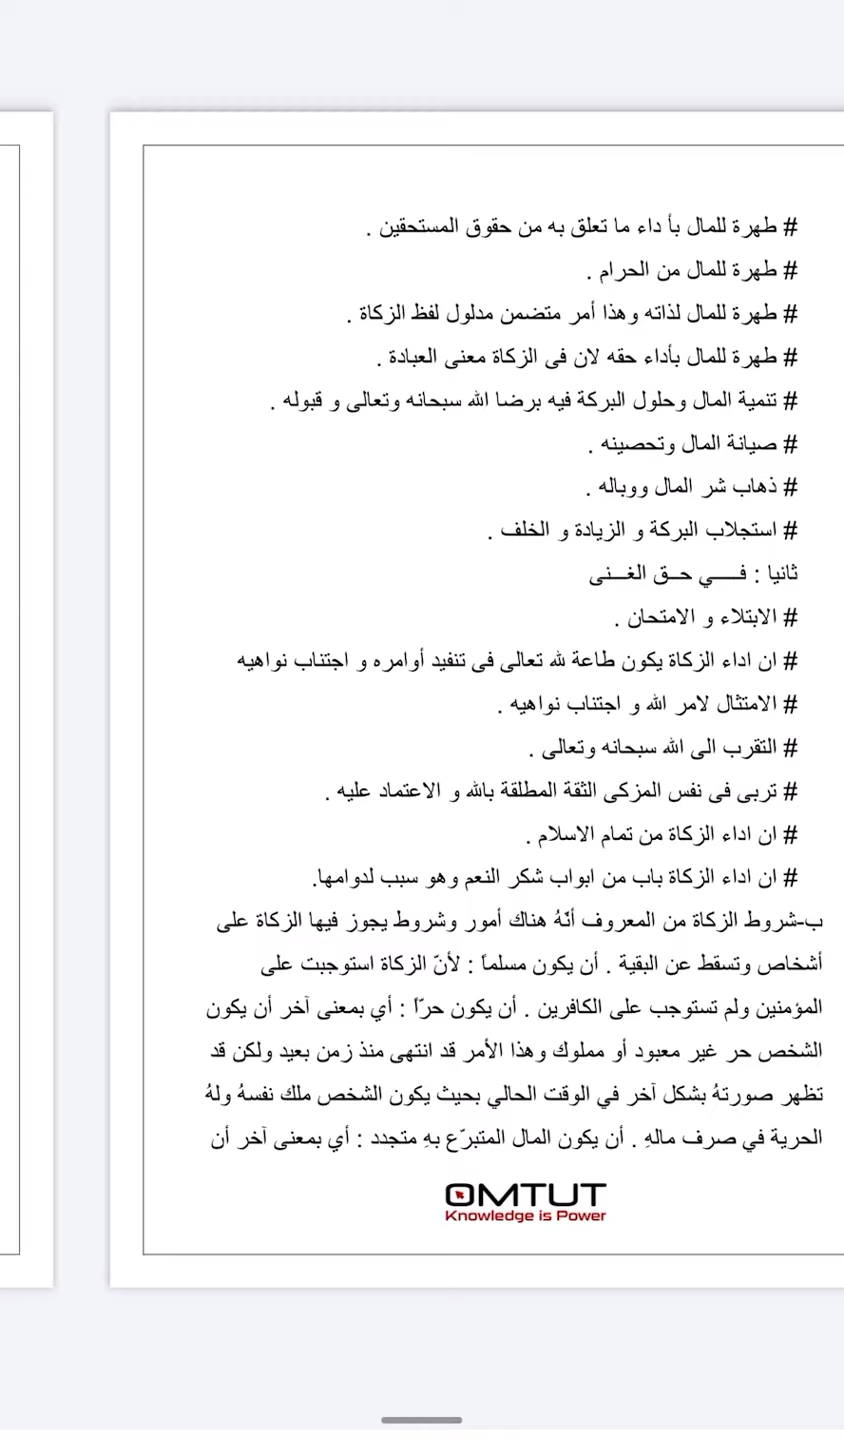 # طهرة للمال بأ داء ما تعلق به من حقوق المستحقين .
# طهرة للمال من الحرام .
# طهرة للمال لذاته وهذا أمر متضمن مدلول لفظ الزكاة .
# طهرة للمال بأداء حقه لان فى الزكاة معنى العبادة .
# تنمية المال وحلول البركة فيه برضا الله سبحانه وتعالى و قبوله .
# صيانة المال وتحصينه .
# ذهاب شر المال ووباله .
# استجلاب البركة و الزيادة و الخلف .
ثانيا : فـــــي حــق الغـــنى
# الابتلاء و الامتحان .
# ان اداء الزكاة يكون طاعة لله تعالى فى تنفيد أوامره و اجتناب نواهيه
# الامتثال لامر الله و اجتناب نواهيه .
# التقرب الى الله سبحانه وتعالى .
# تربى فى نفس المزكى الثقة المطلقة بالله و الاعتماد عليه .
# ان اداء الزكاة من تمام الاسلام .
# ان اداء الزكاة باب من ابواب شكر النعم وهو سبب لدوامها.
ب-شروط الزكاة من المعروف أنّهُ هناك أمور وشروط يجوز فيها الزكاة على
أشخاص وتسقط عن البقية . أن يكون مسلماً : لأنّ الزكاة استوجبت على
المؤمنين ولم تستوجب على الكافرين . أن يكون حرّاً : أي بمعنى آخر أن يكون
الشخص حر غير معبود أو مملوك وهذا الأمر قد انتهى منذ زمن بعيد ولكن قد
تظهر صورتهُ بشكل آخر في الوقت الحالي بحيث يكون الشخص ملك نفسهُ ولهُ
الحرية في صرف مالهِ . أن يكون المال المتبرّع بهِ متجدد : أي بمعنى آخر أن
OMTUT
Knowledge is Power